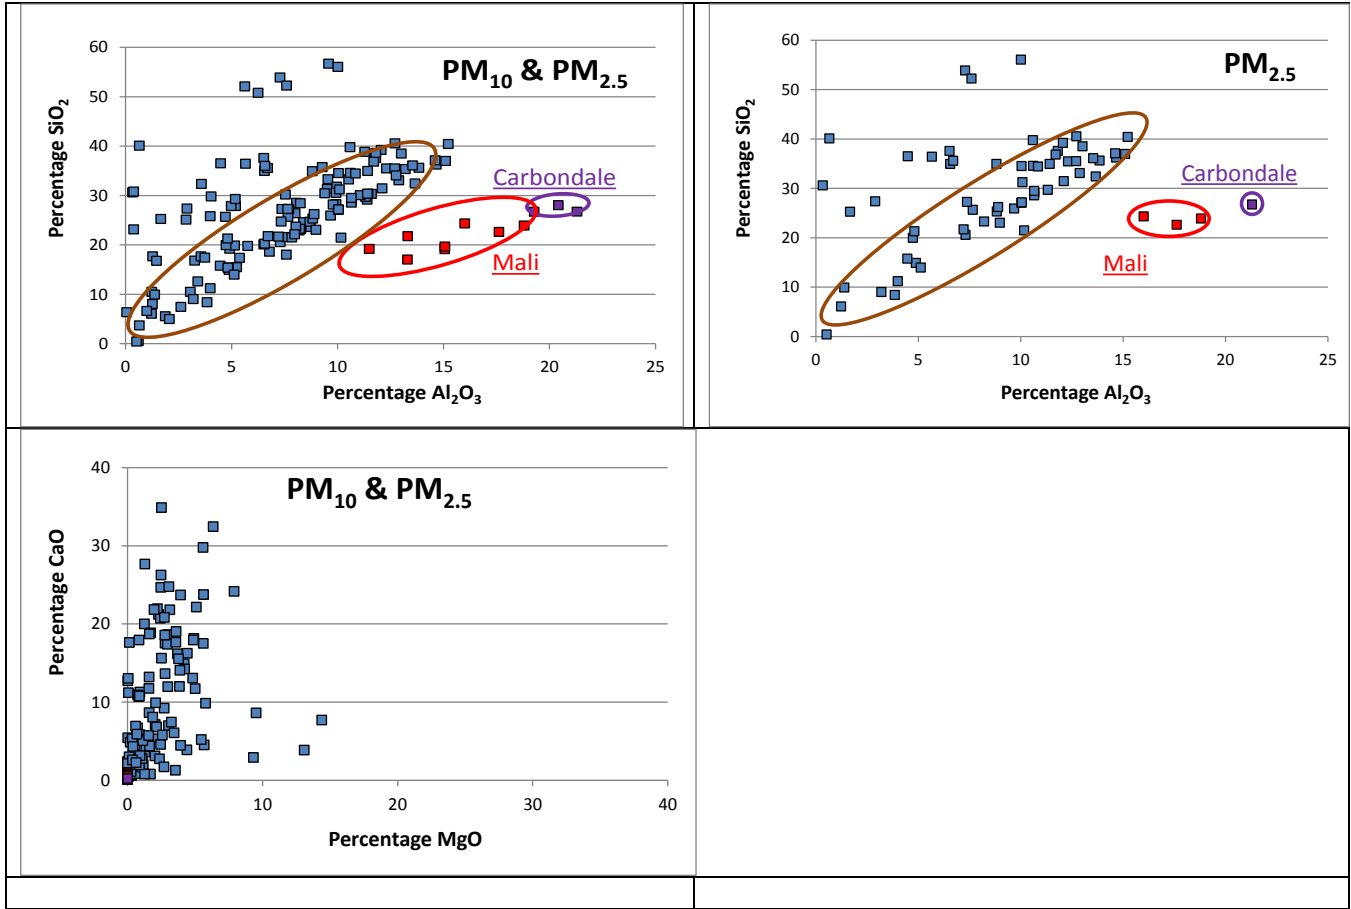 PM10 & PM2.5
Percentage SiO2
60
50
40
30
20
10
0
Carbondale
Mali
0 5 10 15 20 25
Percentage Al2O3
PM2.5
Percentage SiO2
60
50
40
30
20
10
0
Carbondale
Mali
0 5 10 15 20 25
Percentage Al2O3
PM10 & PM2.5
Percentage CaO
40
30
20
10
0
0 10 20 30 40
Percentage MgO